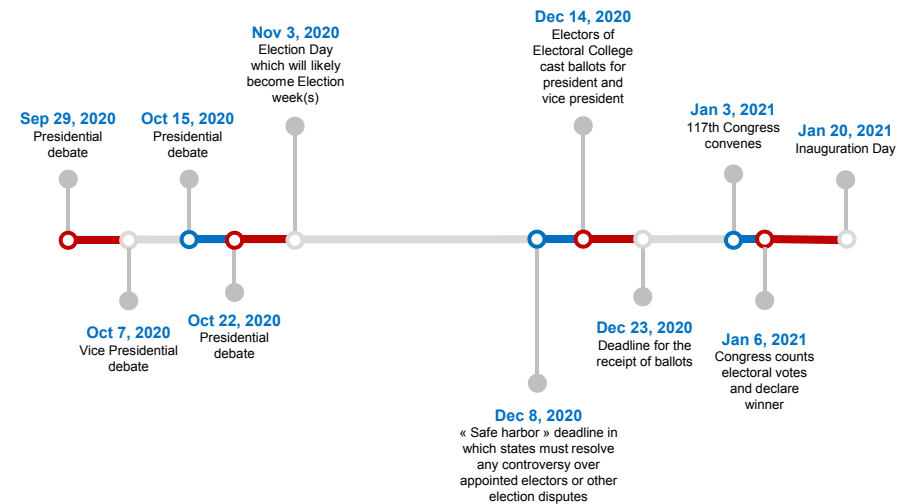 Sep 29, 2020
Presidential
debate
Oct 7, 2020
Vice Presidential
debate
Oct 15, 2020
Presidential
debate
Oct 22, 2020
Presidential
debate
Nov 3, 2020
Election Day
which will likely
become Election
week(s)
Dec 8, 2020
« Safe harbor » deadline in
which states must resolve
any controversy over
appointed electors or other
election disputes
Dec 14, 2020
Electors of
Electoral College
cast ballots for
president and
vice president
Dec 23, 2020
Deadline for the
receipt of ballots
Jan 3, 2021
117th Congress
convenes
Jan 6, 2021
Congress counts
electoral votes
and declare
winner
Jan 20, 2021
Inauguration Day